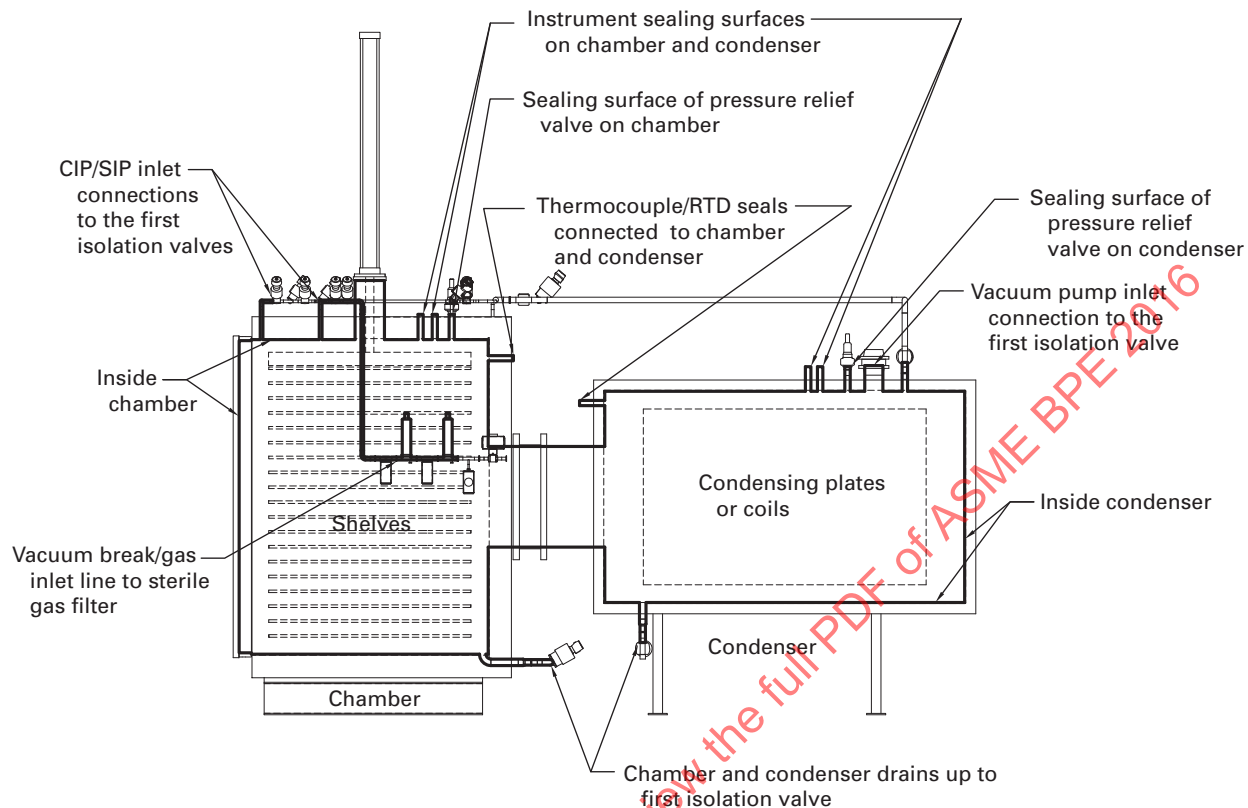 Instrument sealing surfaces
on chamber and condenser
Sealing surface of pressure relief
valve on chamber
CIP/SIP inlet
connections
to the first
isolation valves
Thermocouple/RTD seals
connected to chamber
and condenser
Sealing surface of
pressure relief
valve on condenser
Vacuum pump inlet
connection to the
first isolation valve
Inside
chamber
Condensing plates
or coils
Inside condenser
Shelves
Vacuum break/gas
inlet line to sterile
gas filter
Condenser
Chamber
Chamber and condenser drains up to
first isolation valve
the full PDF of ASME BPE 2016